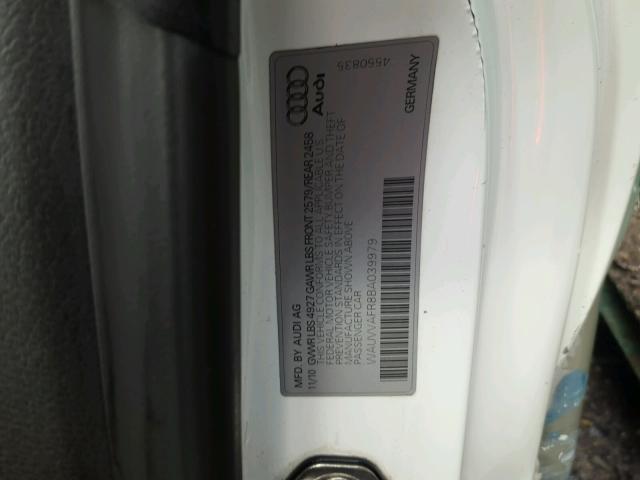 Audi
4550835
MFD. BY AUDI AG
GERMANY
11/10 GVWR LBS 4927 GAWR LBS FRONT 2579/REAR 2458
THIS VEHICLE CONFORMS TO ALL APPLICABLE U.S.
FEDERAL MOTOR VEHICLE SAFETY BUMPER AND THEFT
PREVENTION STANDARDS IN EFFECT ON THE DATE OF
MANUFACTURE SHOWN ABOVE
PASSENGER CAR
WAUVVAFR8BA039979